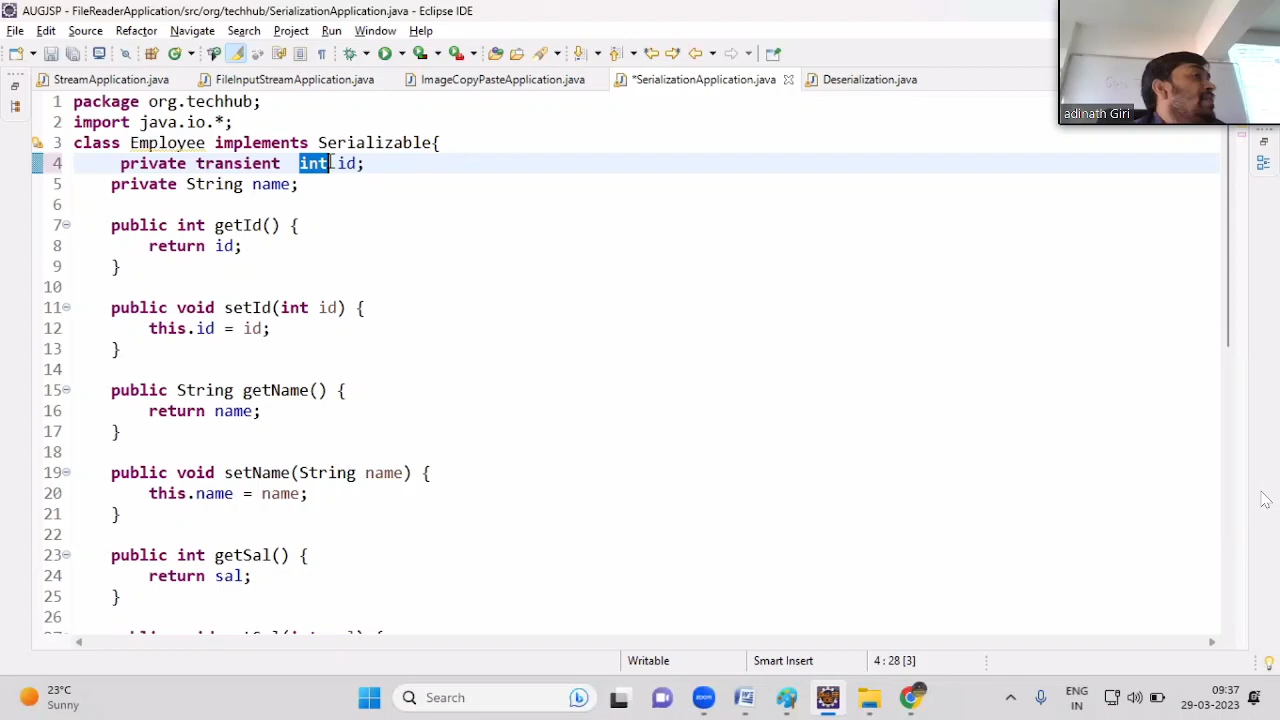 AUGJSP - FileReaderApplication/src/org/techhub/SerializationApplication.java - Eclipse IDE
File Edit Source Refactor Navigate Search Project Run Window Help
StreamApplication.java FileInputStreamApplication.java ImageCopyPasteApplication.java *SerializationApplication.java Deserialization.java
adinath Giri
1 package org.techhub;
2 import java.io.*;
3 class Employee implements Serializable{
4 private transient  int id;
5 private String name;
6
7 public int getId() {
8 return id;
9 }
10
11 public void setId(int id) {
12 this.id = id;
13 }
14
15 public String getName() {
16 return name;
17 }
18
19 public void setName(String name) {
20 this.name = name;
21 }
22
23 public int getSal() {
24 return sal;
25 }
26
Writable Smart Insert 4 : 28 [3]
23°C
Sunny
Search
ENG
IN
09:37
29-03-2023